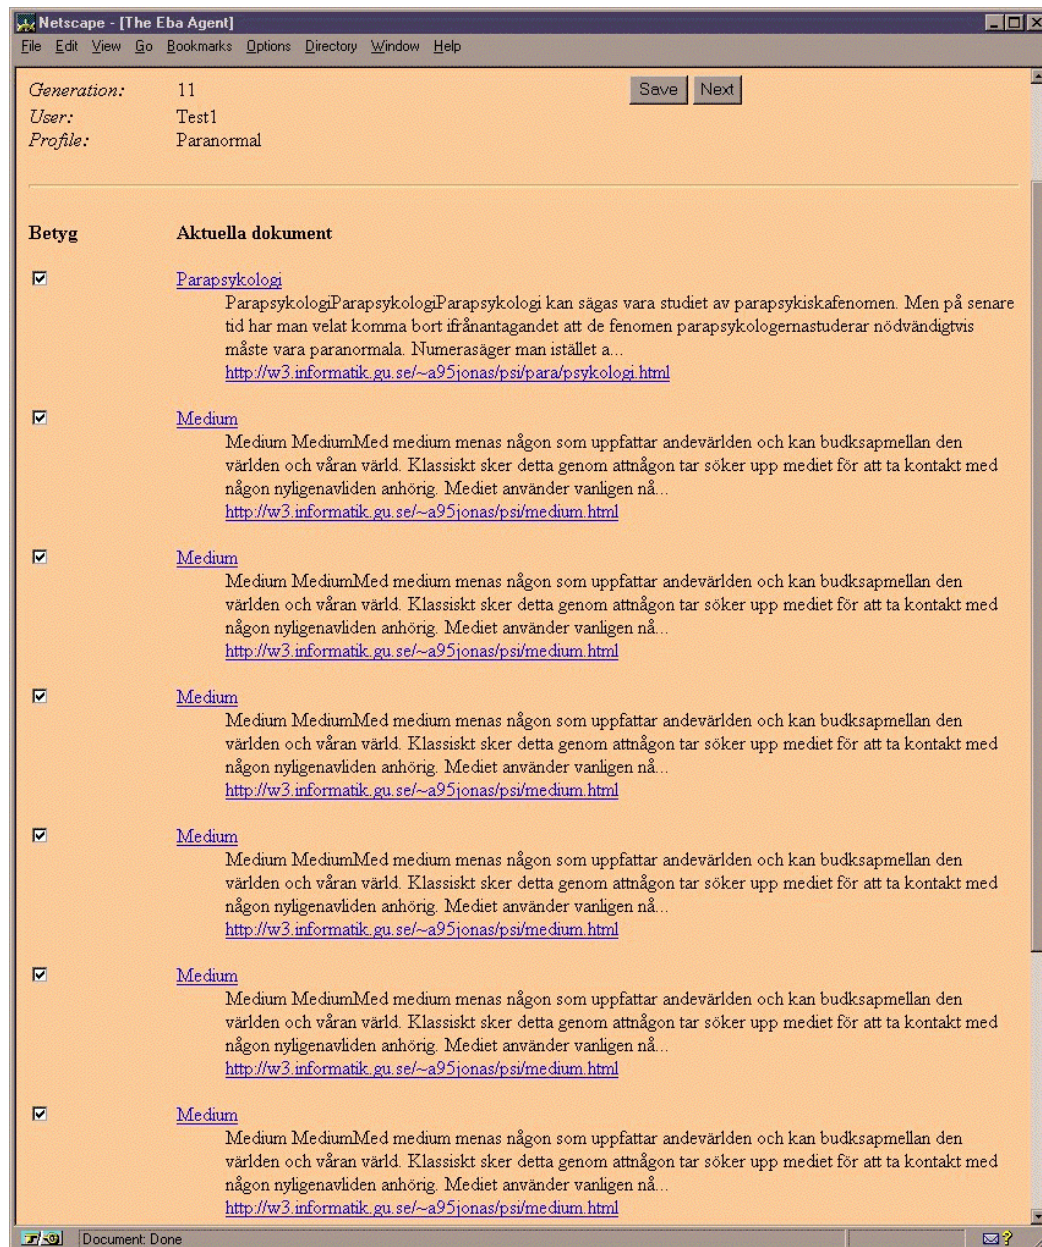 Netscape - [The Eba Agent]
File Edit View Go Bookmarks Options Directory Window Help
Generation: 11 Save Next
User: Test1
Profile: Paranormal
Betyg Aktuella dokument
Parapsykologi
ParapsykologiParapsykologiParapsykologi kan sägas vara studiet av parapsykiskafenomen. Men på senare
tid har man velat komma bort ifrånantagandet att de fenomen parapsykologernastuderar nödvändigtvis
måste vara paranormala. Numerasäger man istället a...
http://w3.informatik.gu.se/~a95jonas/psi/para/psykologi.html
Medium
Medium MediumMed medium menas någon som uppfattar andevärlden och kan budksapmellan den
världen och våran värld. Klassiskt sker detta genom attnågon tar söker upp mediet för att ta kontakt med
någon nyligenavliden anhörig. Mediet använder vanligen nå...
http://w3.informatik.gu.se/~a95jonas/psi/medium.html
Medium
Medium MediumMed medium menas någon som uppfattar andevärlden och kan budksapmellan den
världen och våran värld. Klassiskt sker detta genom attnågon tar söker upp mediet för att ta kontakt med
någon nyligenavliden anhörig. Mediet använder vanligen nå...
http://w3.informatik.gu.se/~a95jonas/psi/medium.html
Medium
Medium MediumMed medium menas någon som uppfattar andevärlden och kan budksapmellan den
världen och våran värld. Klassiskt sker detta genom attnågon tar söker upp mediet för att ta kontakt med
någon nyligenavliden anhörig. Mediet använder vanligen nå...
http://w3.informatik.gu.se/~a95jonas/psi/medium.html
Medium
Medium MediumMed medium menas någon som uppfattar andevärlden och kan budksapmellan den
världen och våran värld. Klassiskt sker detta genom attnågon tar söker upp mediet för att ta kontakt med
någon nyligenavliden anhörig. Mediet använder vanligen nå...
http://w3.informatik.gu.se/~a95jonas/psi/medium.html
Medium
Medium MediumMed medium menas någon som uppfattar andevärlden och kan budksapmellan den
världen och våran värld. Klassiskt sker detta genom attnågon tar söker upp mediet för att ta kontakt med
någon nyligenavliden anhörig. Mediet använder vanligen nå...
http://w3.informatik.gu.se/~a95jonas/psi/medium.html
Medium
Medium MediumMed medium menas någon som uppfattar andevärlden och kan budksapmellan den
världen och våran värld. Klassiskt sker detta genom attnågon tar söker upp mediet för att ta kontakt med
någon nyligenavliden anhörig. Mediet använder vanligen nå...
http://w3.informatik.gu.se/~a95jonas/psi/medium.html
Document: Done